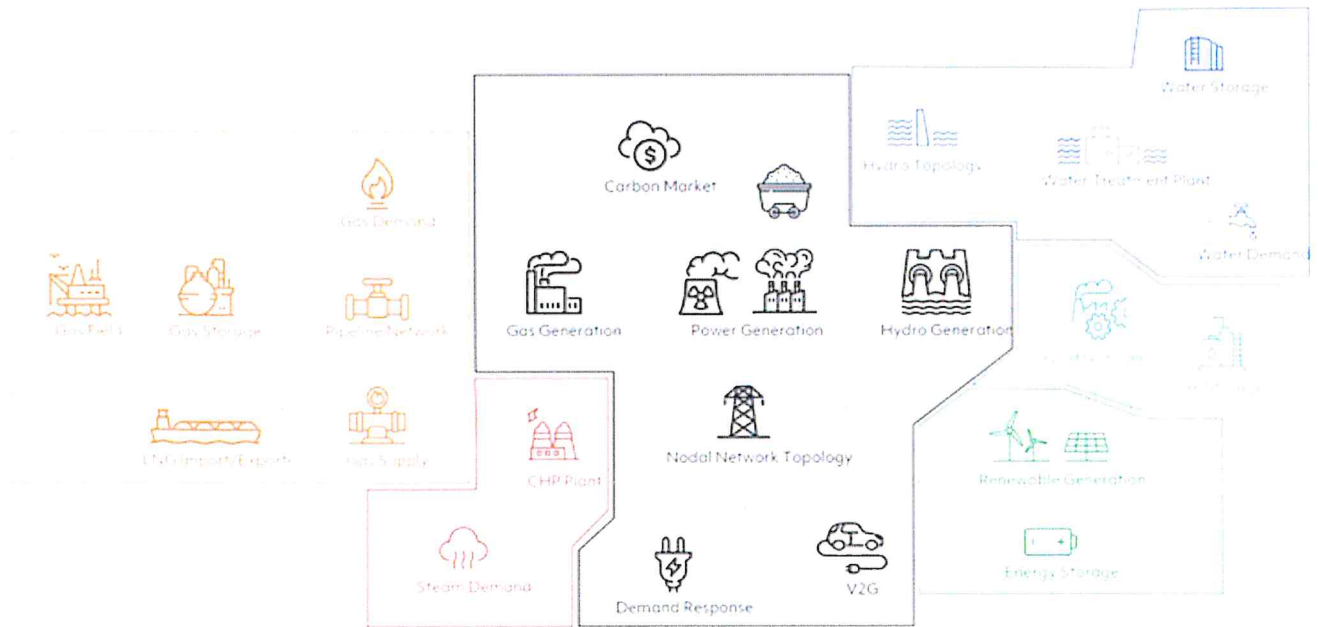 Water Storage
Carbon Market
Hydro Topology
Water Treatment Plant
Gas Demand
Water Demand
Gas Field
Gas Storage
Pipeline Network
Gas Generation
Power Generation
Hydro Generation
LNG Import/Export
Gas Supply
CHP Plant
Nodal Network Topology
Renewable Generation
Steam Demand
Energy Storage
Demand Response
V2G